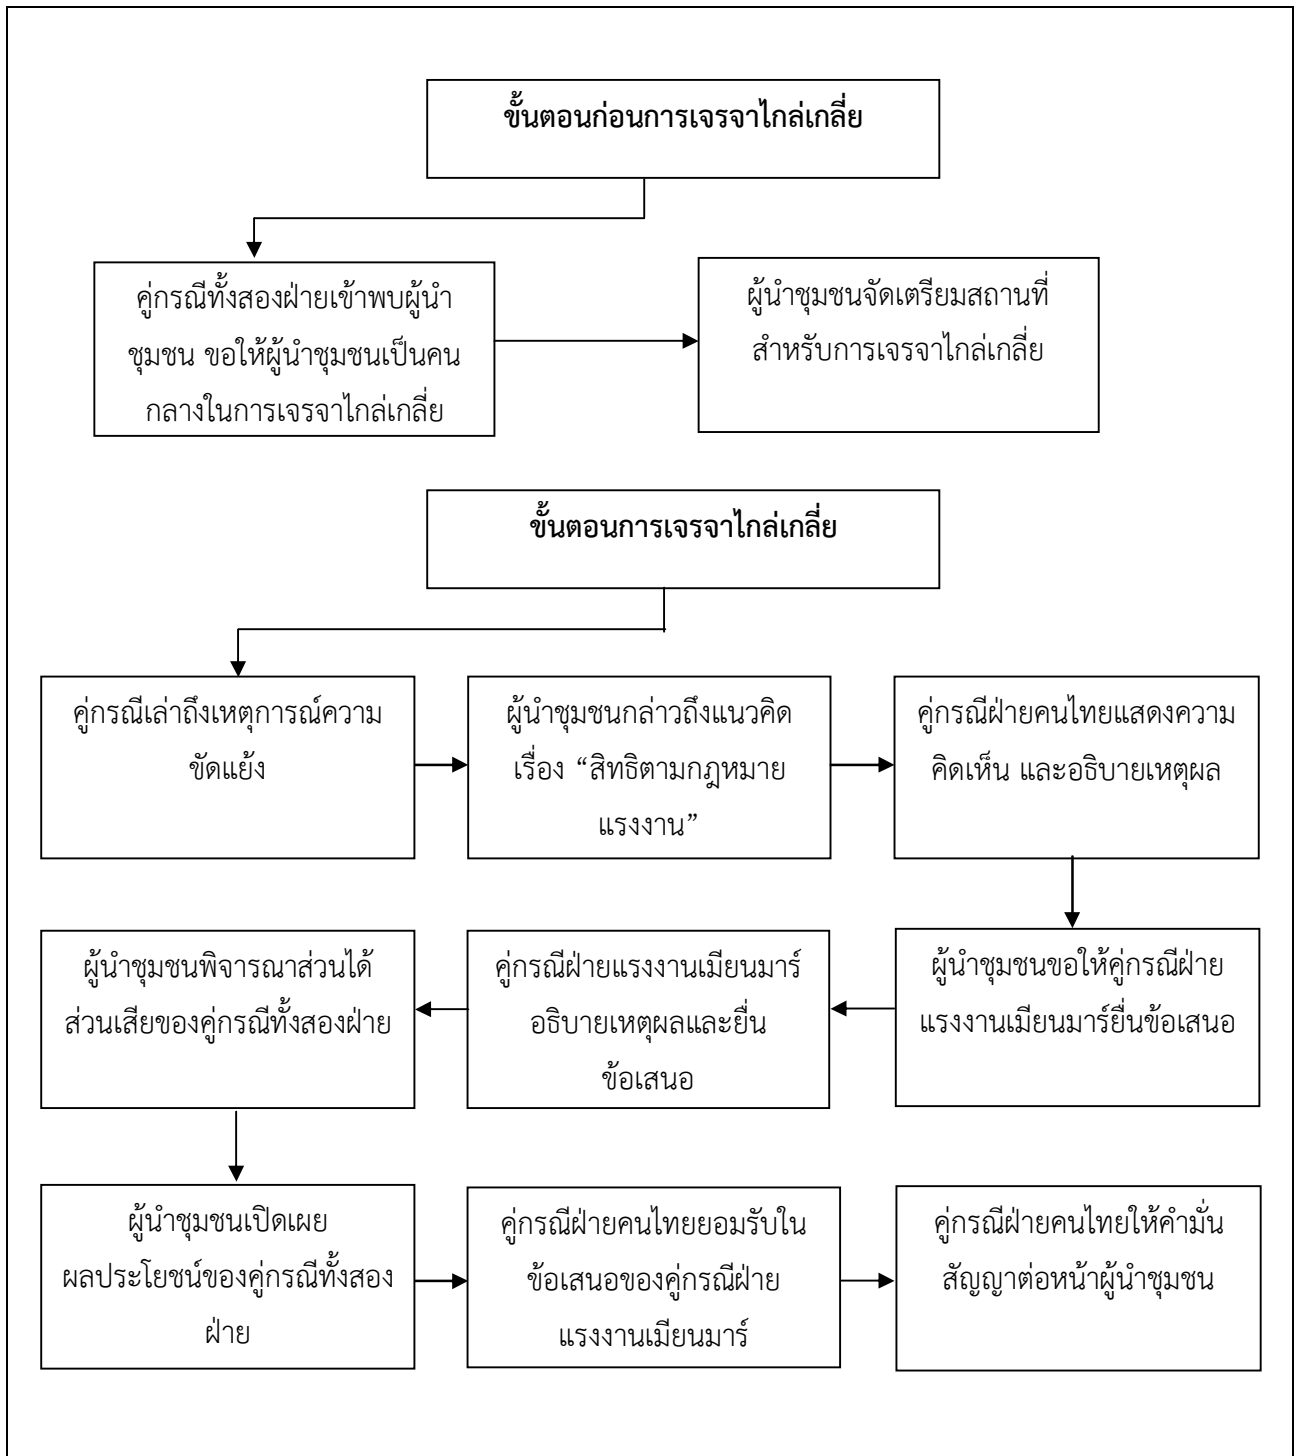 ขั้นตอนก่อนการเจรจาไกล่เกลี่ย
คู่กรณีทั้งสองฝ่ายเข้าพบผู้นำ
ชุมชน ขอให้ผู้นำชุมชนเป็นคน
กลางในการเจรจาไกล่เกลี่ย
ผู้นำชุมชนจัดเตรียมสถานที่
สำหรับการเจรจาไกล่เกลี่ย
ขั้นตอนการเจรจาไกล่เกลี่ย
คู่กรณีเล่าถึงเหตุการณ์ความ
ขัดแย้ง
ผู้นำชุมชนกล่าวถึงแนวคิด
เรื่อง “สิทธิตามกฎหมาย
แรงงาน”
คู่กรณีฝ่ายคนไทยแสดงความ
คิดเห็น และอธิบายเหตุผล
ผู้นำชุมชนขอให้คู่กรณีฝ่าย
แรงงานเมียนมาร์ยื่นข้อเสนอ
คู่กรณีฝ่ายแรงงานเมียนมาร์
อธิบายเหตุผลและยื่น
ข้อเสนอ
ผู้นำชุมชนพิจารณาส่วนได้
ส่วนเสียของคู่กรณีทั้งสองฝ่าย
ผู้นำชุมชนเปิดเผย
ผลประโยชน์ของคู่กรณีทั้งสอง
ฝ่าย
คู่กรณีฝ่ายคนไทยยอมรับใน
ข้อเสนอของคู่กรณีฝ่าย
แรงงานเมียนมาร์
คู่กรณีฝ่ายคนไทยให้คำมั่น
สัญญาต่อหน้าผู้นำชุมชน